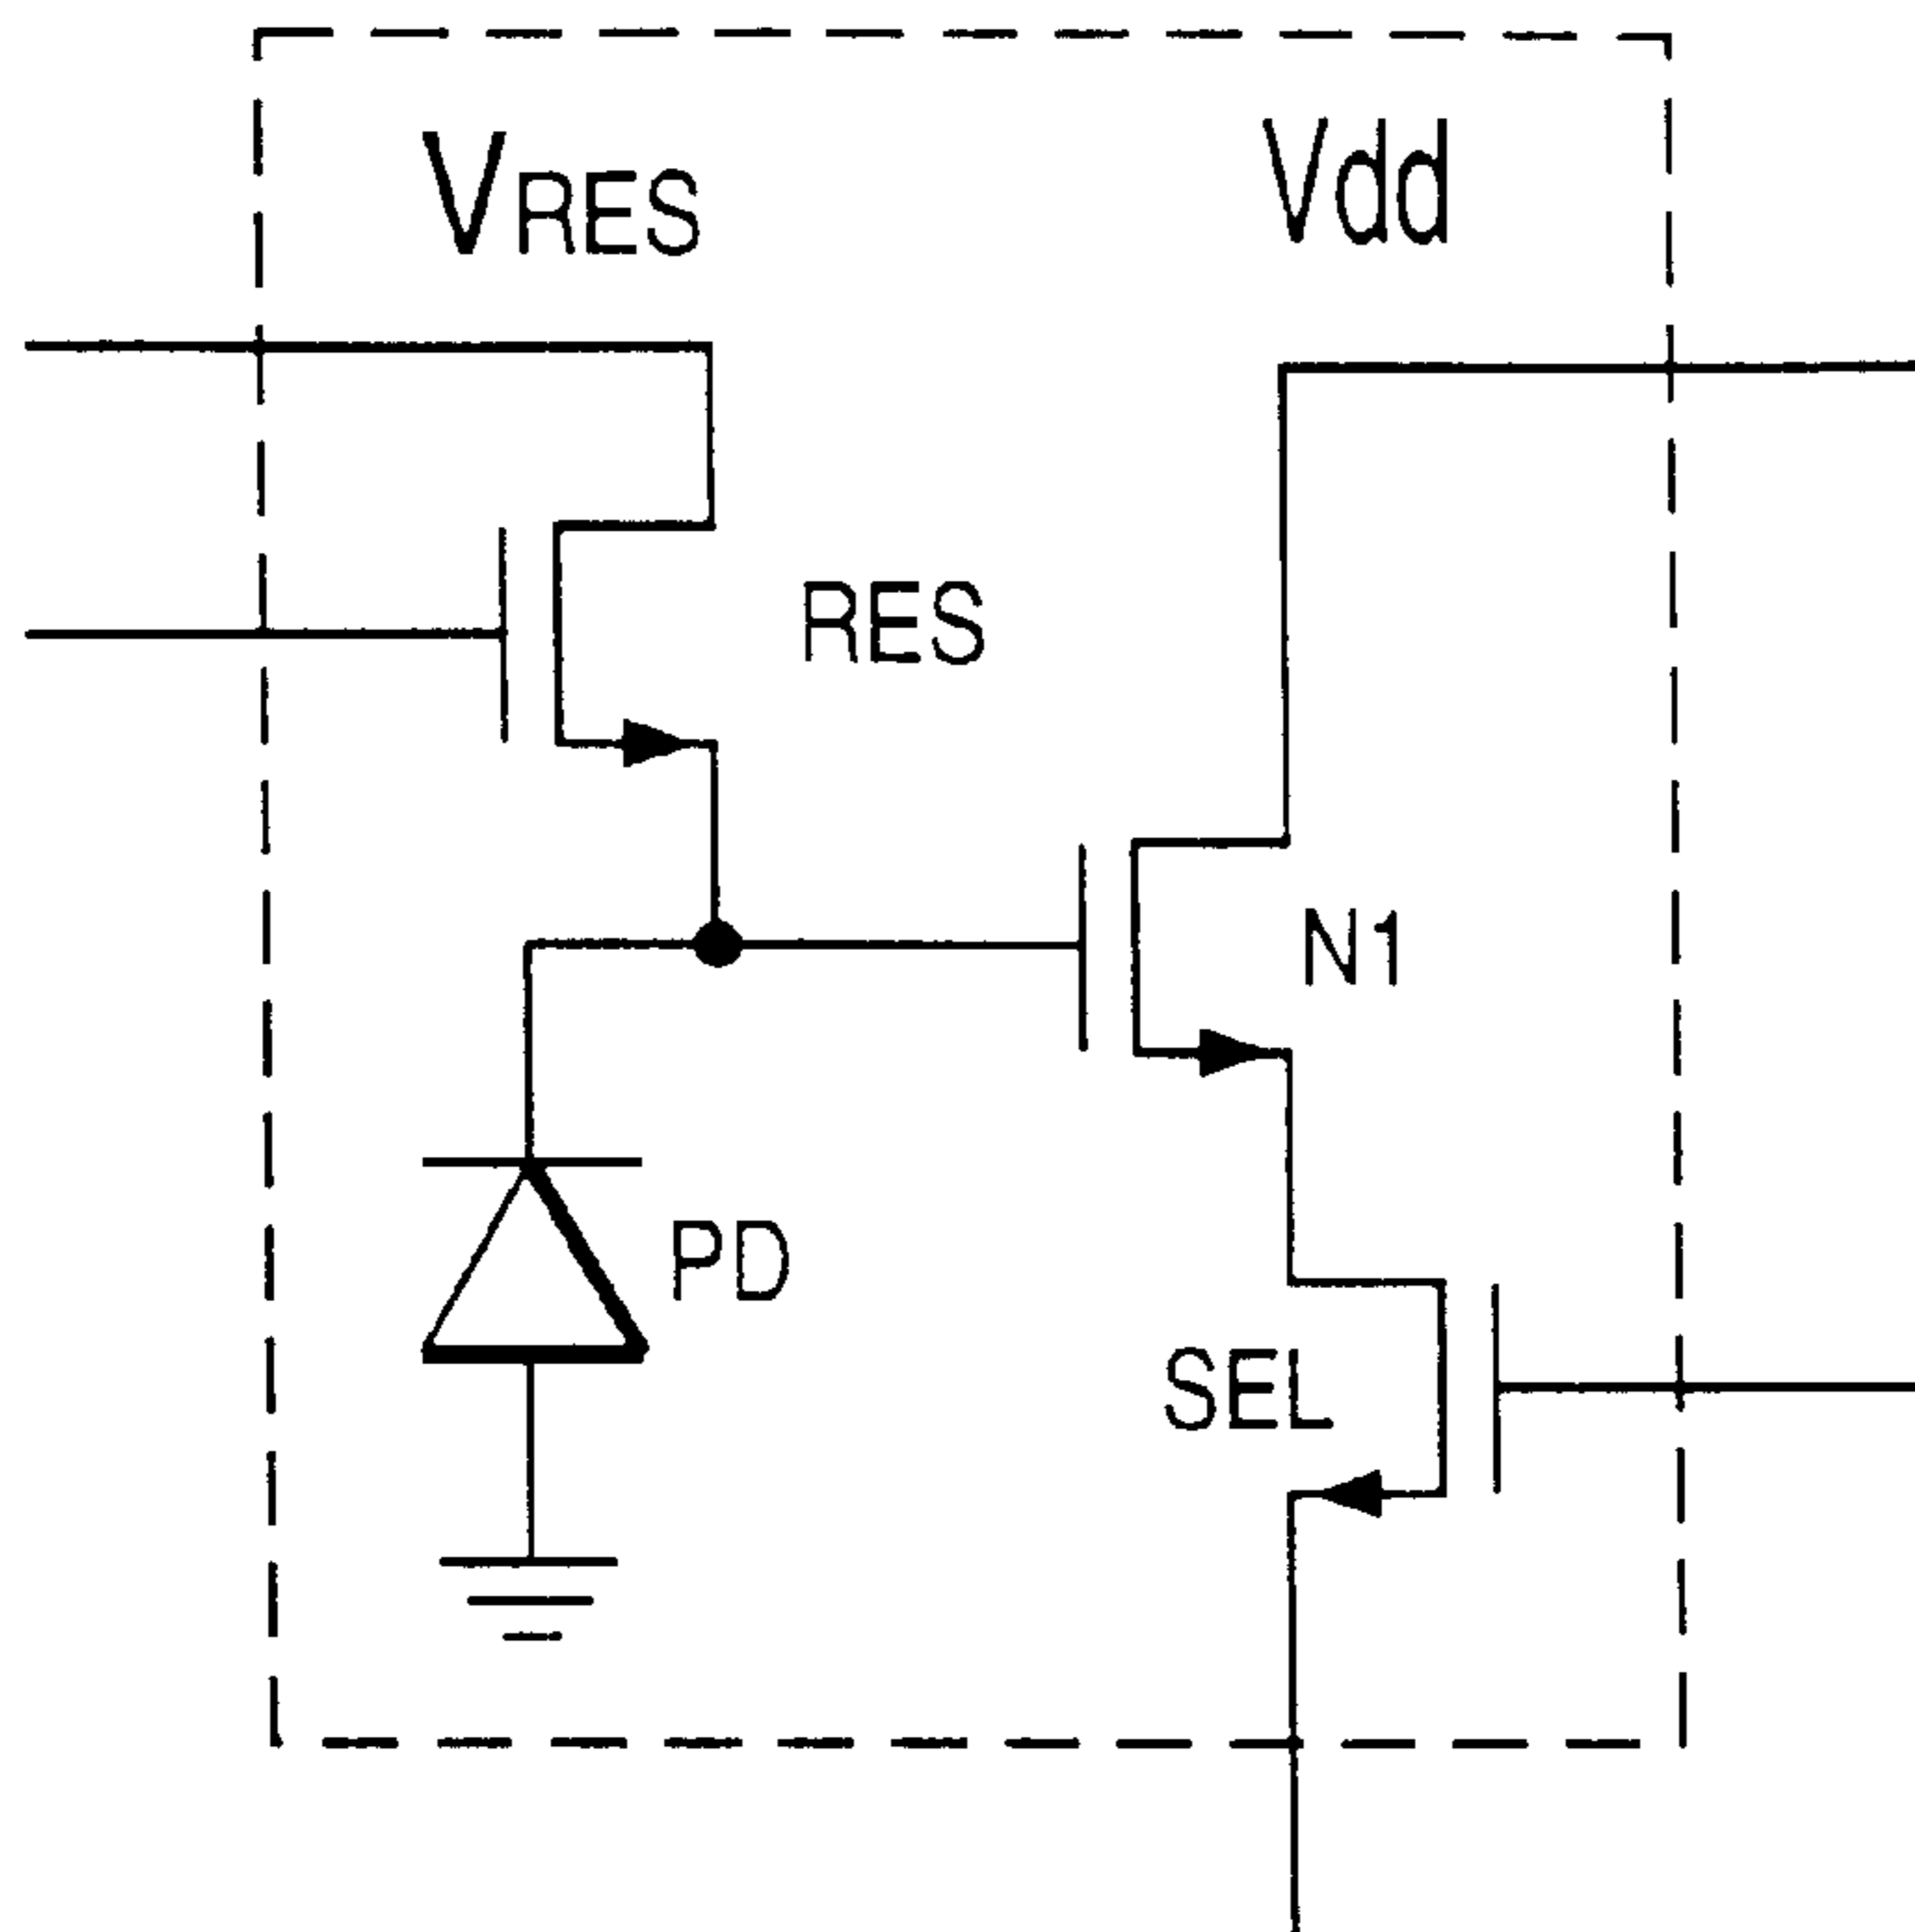 VRES
Vdd
RES
N1
PD
SEL